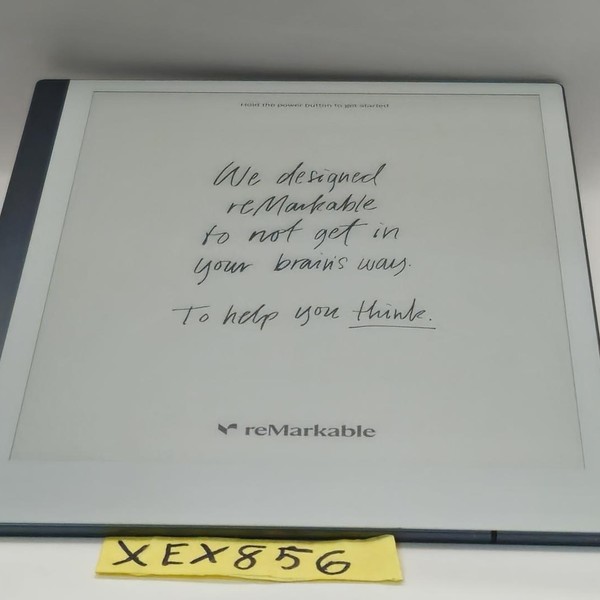 Hold the power button to get started
We designed
reMarkable
to not get in
your brain's way.
To help you think.
reMarkable
XEX856